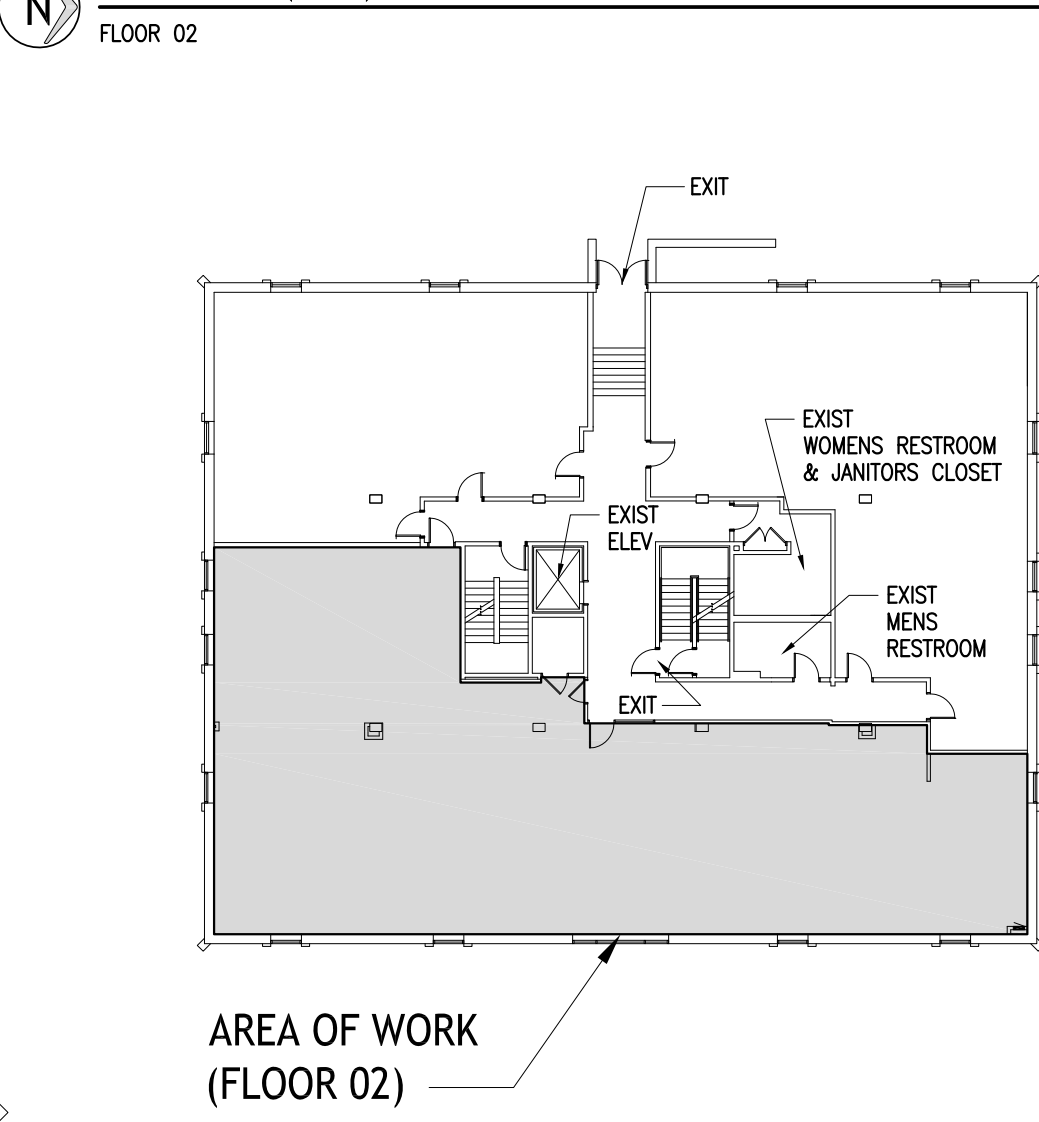 N
FLOOR 02
EXIT
EXIST
WOMENS RESTROOM
& JANITORS CLOSET
EXIST
ELEV
EXIST
MENS
RESTROOM
EXIT
AREA OF WORK
(FLOOR 02)